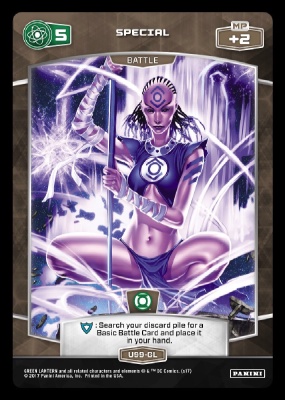 5
SPECIAL
MP
+2
BATTLE
: Search your discard pile for a
Basic Battle Card and place it
in your hand.
U99-GL
GREEN LANTERN and all related characters and elements © & ™ DC Comics. (s17)
© 2017 Panini America, Inc. Printed in the USA.
PANINI